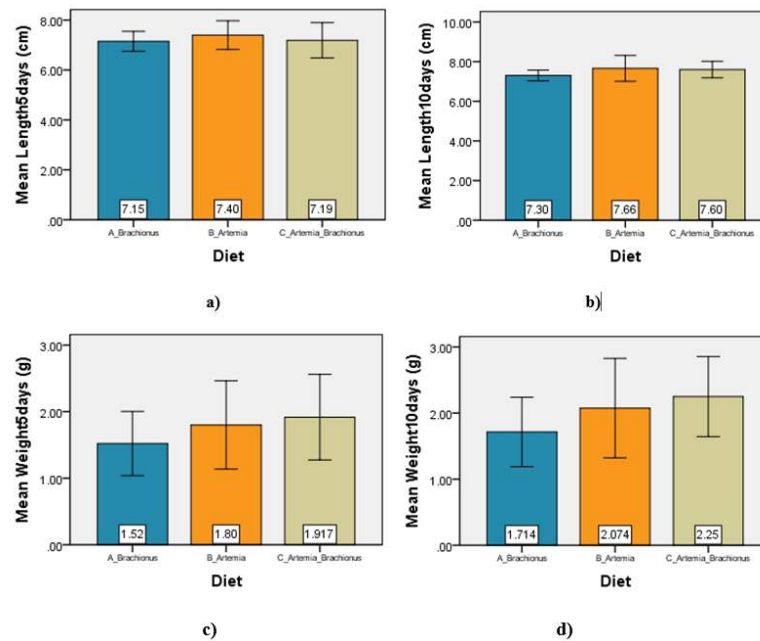 Mean Length5days (cm)
8.00
6.00
4.00
2.00
.00
7.15
7.40
7.19
A_Brachionus
B_Artemia
C_Artemia_Brachionus
Diet
a)
Mean Length10days (cm)
10.00
8.00
6.00
4.00
2.00
.00
7.30
7.66
7.60
A_Brachionus
B_Artemia
C_Artemia_Brachionus
Diet
b)
Mean Weight5days (g)
3.00
2.00
1.00
.00
1.52
1.80
1.917
A_Brachionus
B_Artemia
C_Artemia_Brachionus
Diet
c)
Mean Weight10days (g)
3.00
2.00
1.00
.00
1.714
2.074
2.25
A_Brachionus
B_Artemia
C_Artemia_Brachionus
Diet
d)